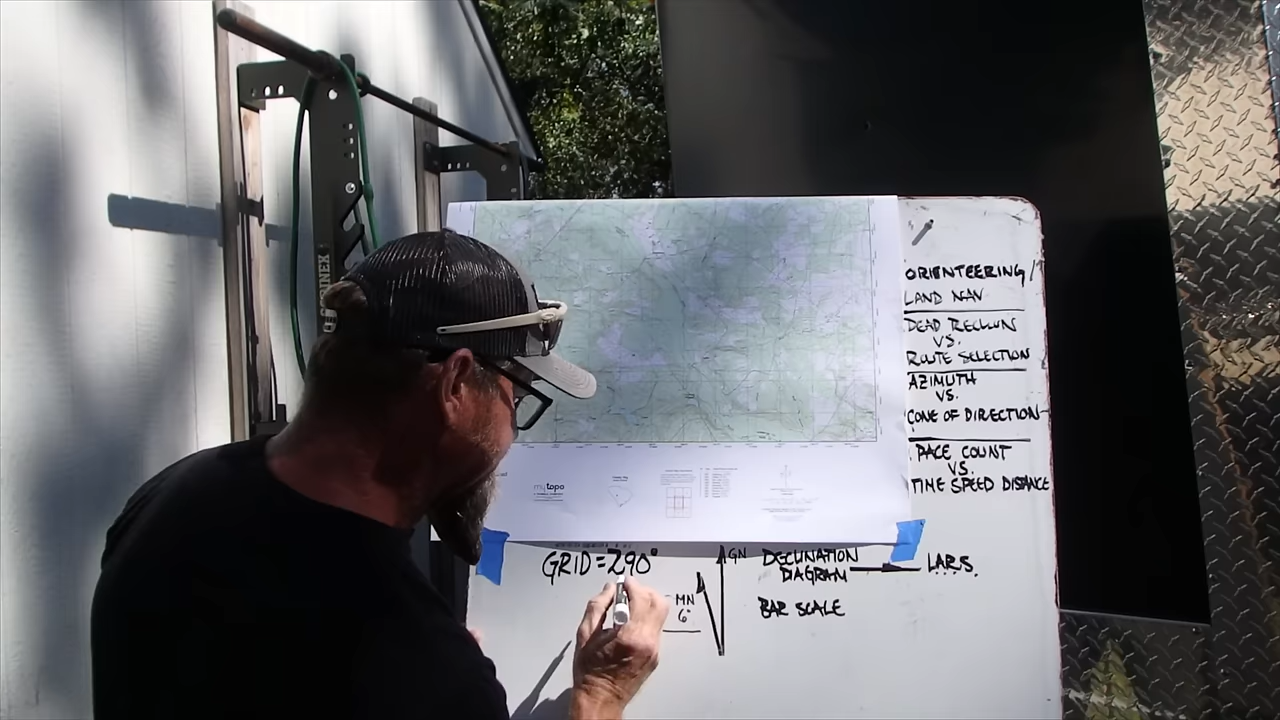 ORIENTEERING/
LAND NAV
DEAD RECKON
VS.
ROUTE SELECTION
AZIMUTH
VS.
CONE OF DIRECTION
PACE COUNT
VS.
TIME SPEED DISTANCE
mytopo
GRID=290°
GN
MN
6°
DECLINATION
DIAGRAM
LARS.
BAR SCALE